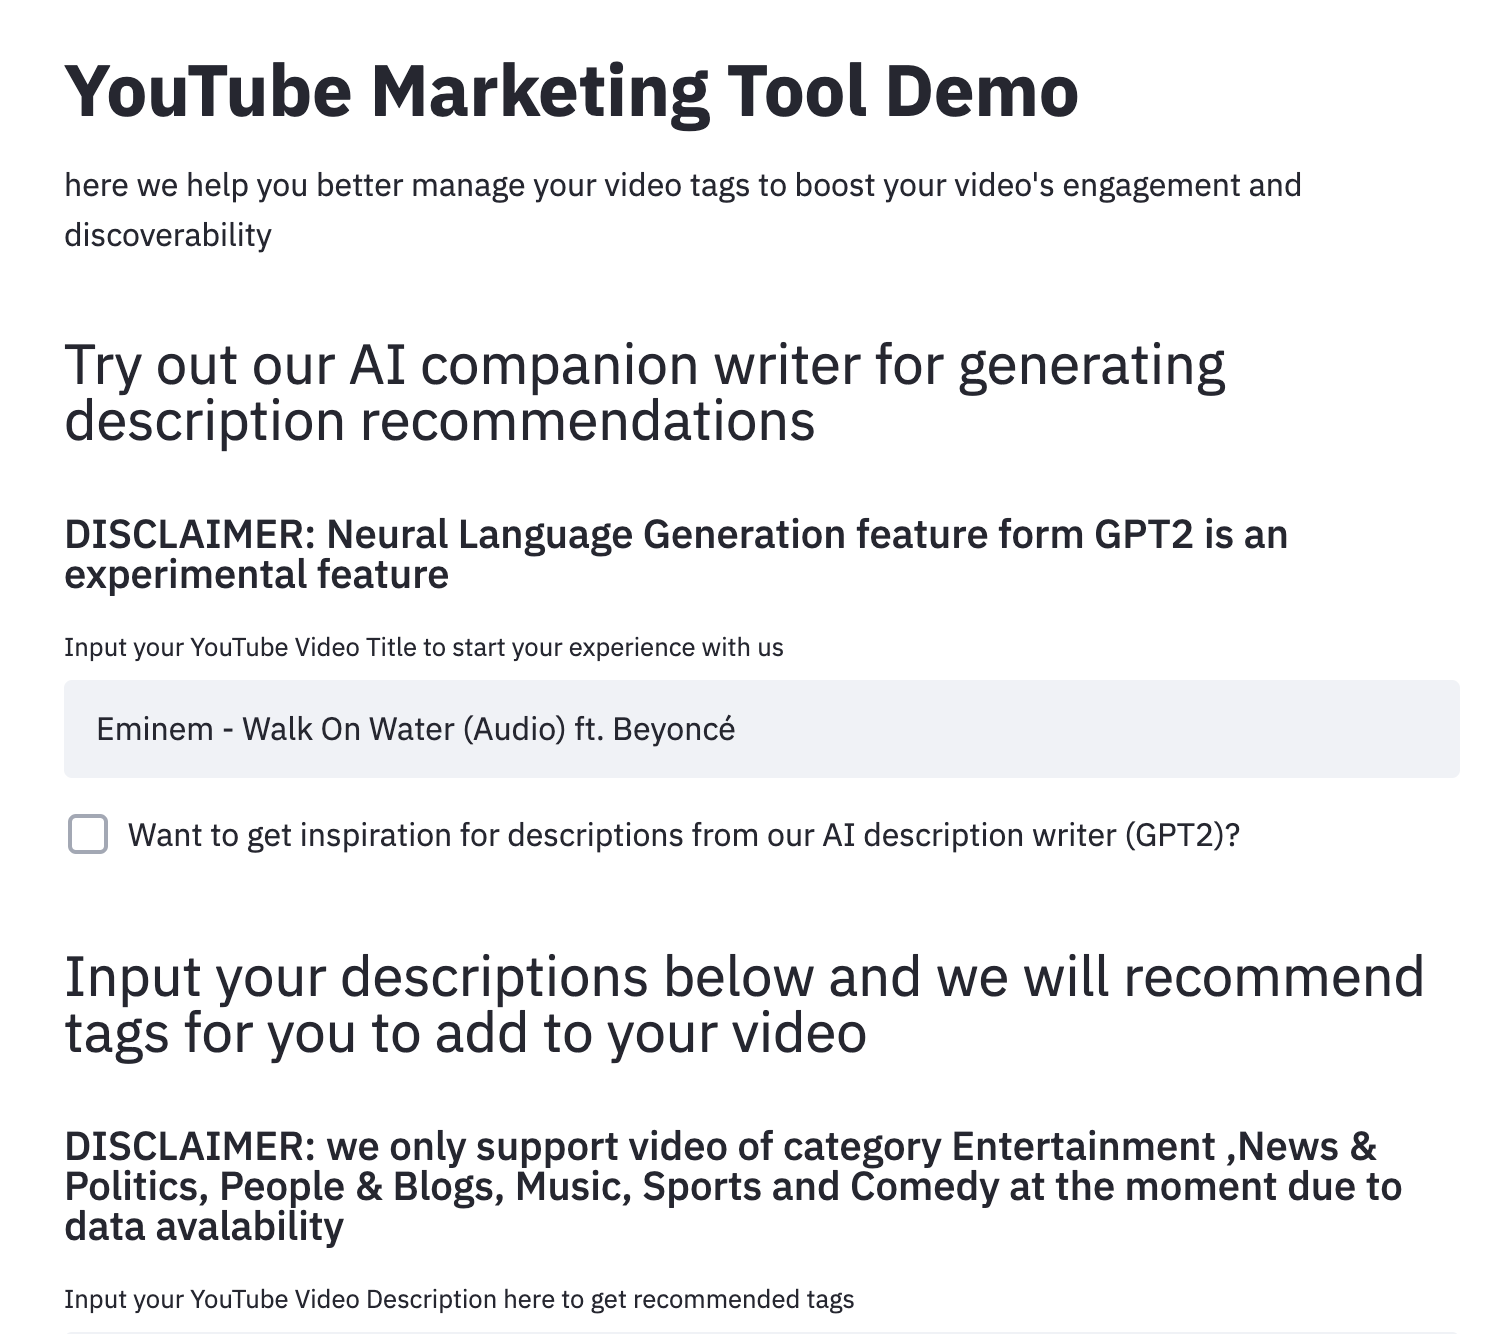 YouTube Marketing Tool Demo
here we help you better manage your video tags to boost your video's engagement and
discoverability
Try out our AI companion writer for generating
description recommendations
DISCLAIMER: Neural Language Generation feature form GPT2 is an
experimental feature
Input your YouTube Video Title to start your experience with us
Eminem - Walk On Water (Audio) ft. Beyoncé
Want to get inspiration for descriptions from our AI description writer (GPT2)?
Input your descriptions below and we will recommend
tags for you to add to your video
DISCLAIMER: we only support video of category Entertainment ,News &
Politics, People & Blogs, Music, Sports and Comedy at the moment due to
data avalability
Input your YouTube Video Description here to get recommended tags